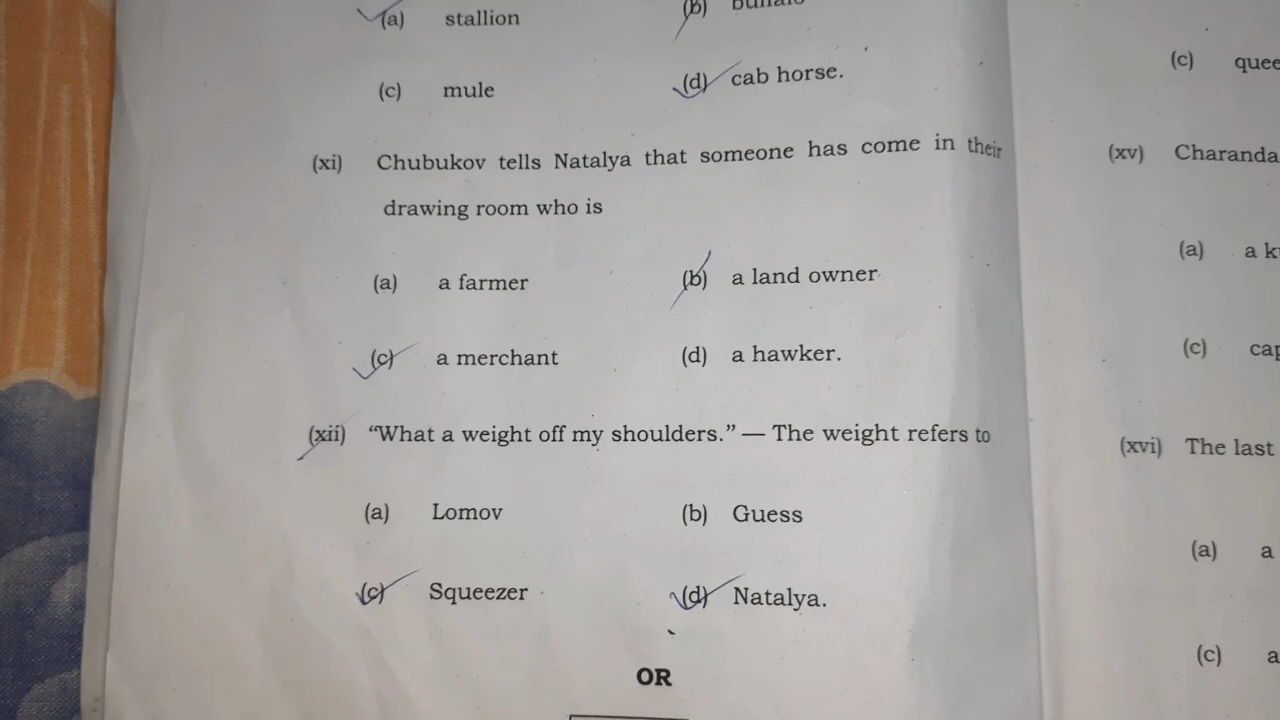 (a) stallion (b)
(c) mule (d) cab horse.
(xi) Chubukov tells Natalya that someone has come in their
drawing room who is
(a) a farmer (b) a land owner
(c) a merchant (d) a hawker.
(xii) “What a weight off my shoulders.” — The weight refers to
(a) Lomov (b) Guess
(c) Squeezer (d) Natalya.
OR
(c)
(xv) Charanda
(a) a
(c)
(xvi) The last
(a) a
(c) a